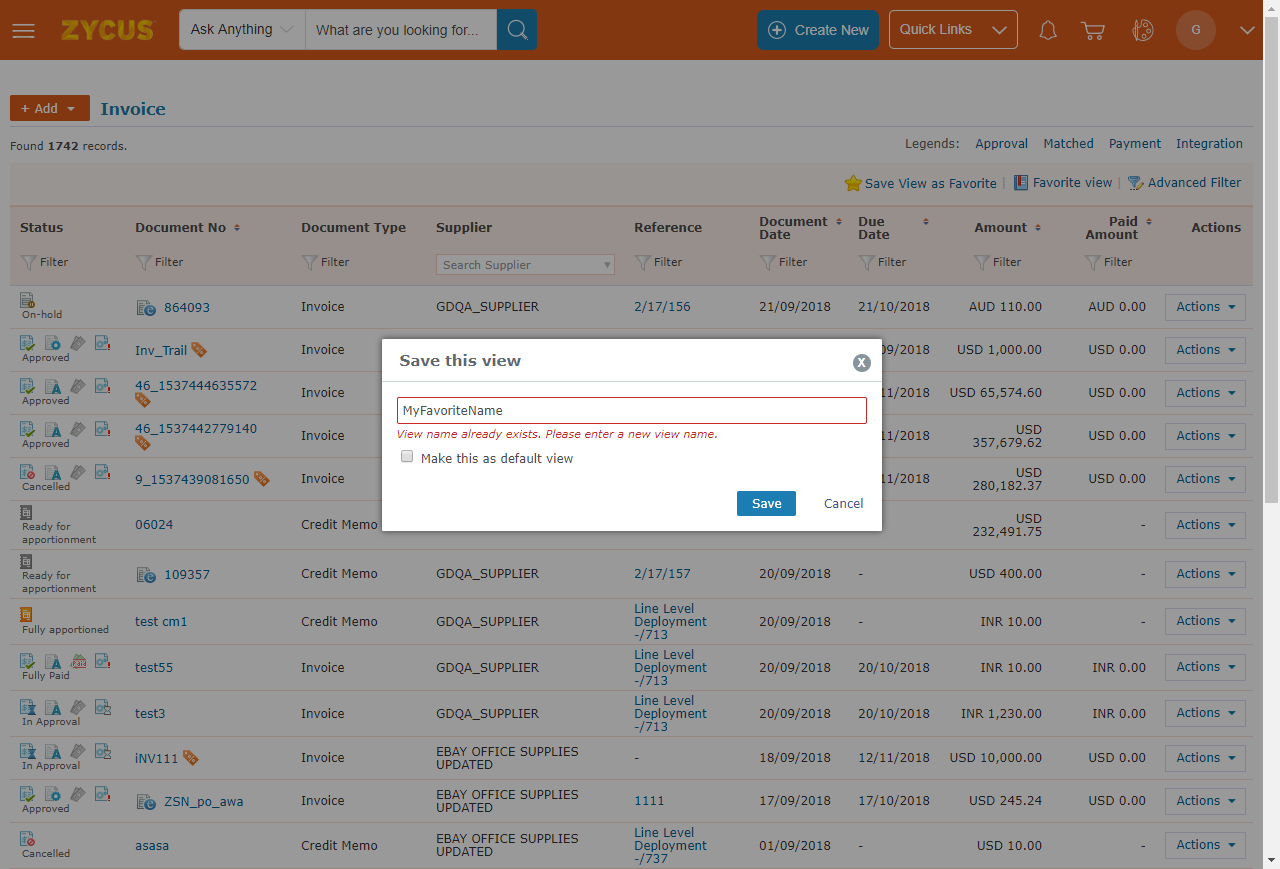 ZYCUS Ask Anything What are you looking for... Create New Quick Links G
+ Add Invoice
Found 1742 records. Legends: Approval Matched Payment Integration
Save View as Favorite | Favorite view | Advanced Filter
Status Document No Document Type Supplier Reference Document Date Due Date Amount Paid Amount Actions
Filter Filter Filter Search Supplier Filter Filter Filter Filter Filter
On-hold 864093 Invoice GDQA_SUPPLIER 2/17/156 21/09/2018 21/10/2018 AUD 110.00 AUD 0.00 Actions
Approved Inv_Trail Invoice 09/2018 USD 1,000.00 USD 0.00 Actions
Approved 46_1537444635572 Invoice 11/2018 USD 65,574.60 USD 0.00 Actions
Approved 46_1537442779140 Invoice 11/2018 USD 357,679.62 USD 0.00 Actions
Cancelled 9_1537439081650 Invoice 11/2018 USD 280,182.37 USD 0.00 Actions
Ready for apportionment 06024 Credit Memo USD 232,491.75 - Actions
Save this view
X
MyFavoriteName
View name already exists. Please enter a new view name.
Make this as default view
Save Cancel
Ready for apportionment 109357 Credit Memo GDQA_SUPPLIER 2/17/157 20/09/2018 - USD 400.00 - Actions
Fully apportioned test cm1 Credit Memo GDQA_SUPPLIER Line Level Deployment -/713 20/09/2018 - INR 10.00 - Actions
Fully Paid test55 Invoice GDQA_SUPPLIER Line Level Deployment -/713 20/09/2018 20/10/2018 INR 10.00 INR 0.00 Actions
In Approval test3 Invoice GDQA_SUPPLIER Line Level Deployment -/713 20/09/2018 20/10/2018 INR 1,230.00 INR 0.00 Actions
In Approval iNV111 Invoice EBAY OFFICE SUPPLIES UPDATED - 18/09/2018 12/11/2018 USD 10,000.00 USD 0.00 Actions
Approved ZSN_po_awa Invoice EBAY OFFICE SUPPLIES UPDATED 1111 17/09/2018 17/10/2018 USD 245.24 USD 0.00 Actions
Cancelled asasa Credit Memo EBAY OFFICE SUPPLIES UPDATED Line Level Deployment -/737 01/09/2018 - USD 10.00 - Actions